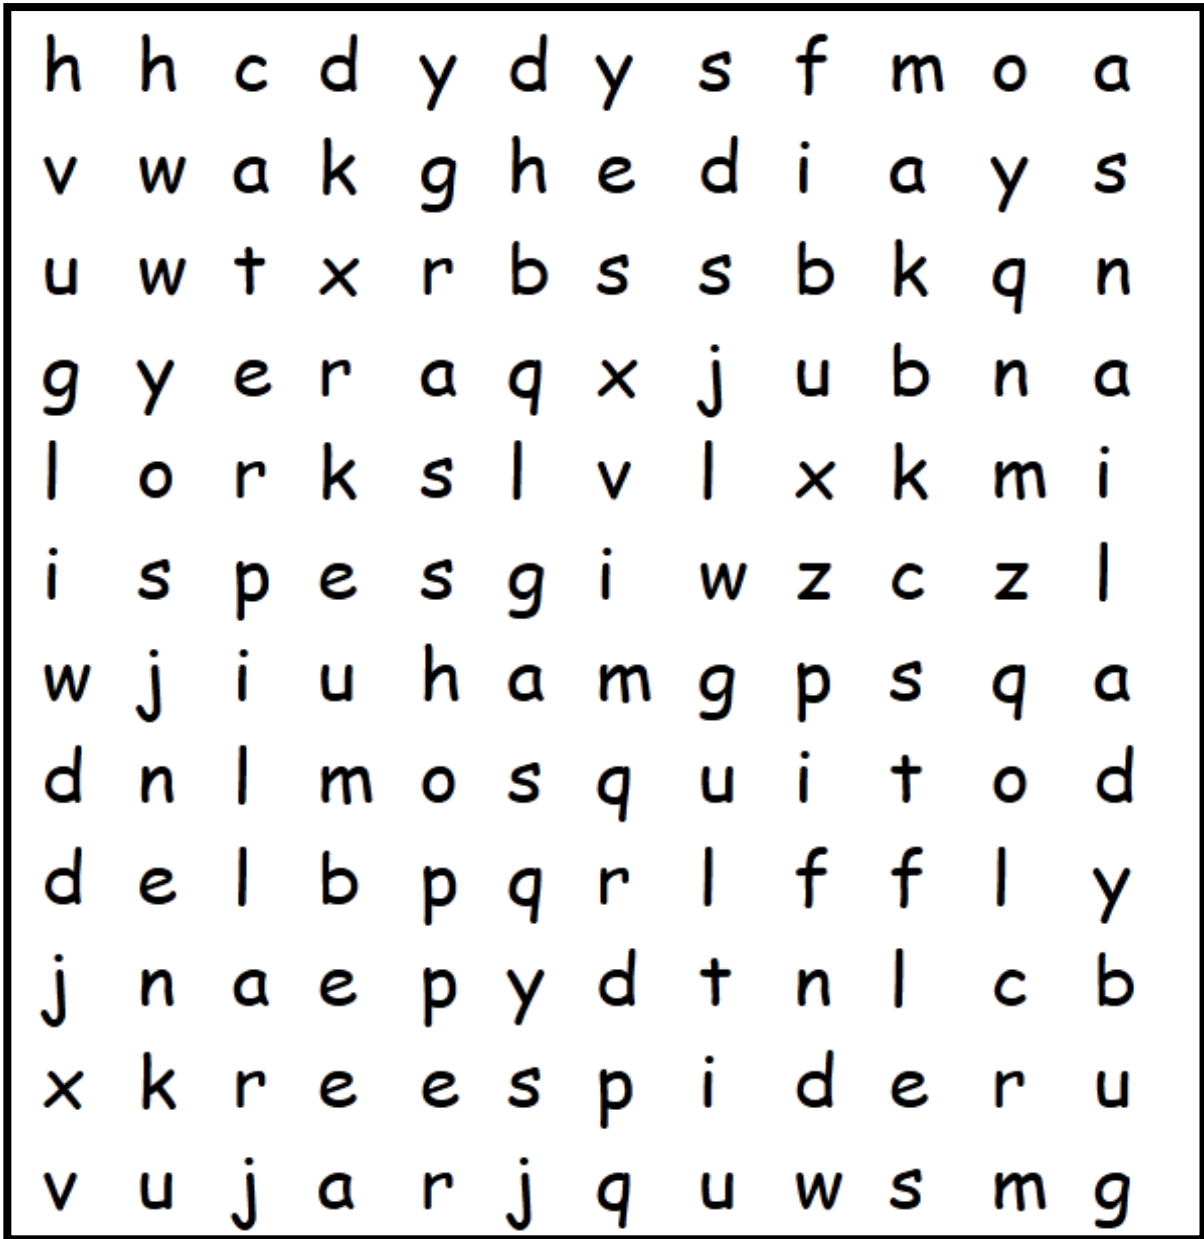 h h c d y d y s f m o a
v w a k g h e d i a y s
u w t x r b s s b k q n
g y e r a q x j u b n a
l o r k s l v l x k m i
i s p e s g i w z c z l
w j i u h a m g p s q a
d n l m o s q u i t o d
d e l b p q r l f f l y
j n a e p y d t n l c b
x k r e e s p i d e r u
v u j a r j q u w s m g